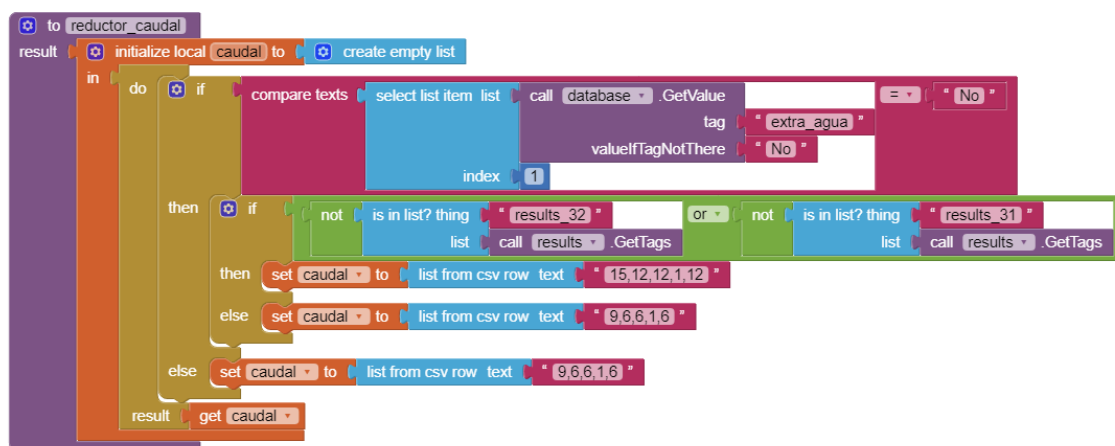 to reductor_caudal
result initialize local caudal to create empty list
in do if compare texts select list item list call database .GetValue = " No "
tag " extra_agua "
valueIfTagNotThere " No "
index 1
then if not is in list? thing " results_32 " or not is in list? thing " results_31 "
list call results .GetTags list call results .GetTags
then set caudal to list from csv row text " 15,12,12,1,12 "
else set caudal to list from csv row text " 9,6,6,1,6 "
else set caudal to list from csv row text " 9,6,6,1,6 "
result get caudal